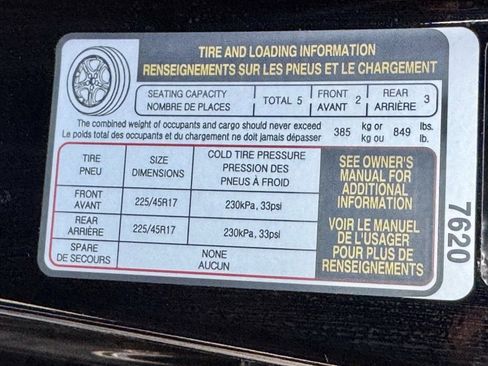 TIRE AND LOADING INFORMATION
RENSEIGNEMENTS SUR LES PNEUS ET LE CHARGEMENT
SEATING CAPACITY
NOMBRE DE PLACES
TOTAL 5
FRONT
AVANT 2
REAR
ARRIÈRE 3
The combined weight of occupants and cargo should never exceed
Le poids total des occupants et du chargement ne doit jamais dépasser
385 kg or
kg ou
849 lbs.
lb.
TIRE
PNEU
SIZE
DIMENSIONS
COLD TIRE PRESSURE
PRESSION DES
PNEUS À FROID
FRONT
AVANT
225/45R17
230kPa, 33psi
REAR
ARRIÈRE
225/45R17
230kPa, 33psi
SPARE
DE SECOURS
NONE
AUCUN
SEE OWNER'S
MANUAL FOR
ADDITIONAL
INFORMATION
VOIR LE MANUEL
DE L'USAGER
POUR PLUS DE
RENSEIGNEMENTS
7620